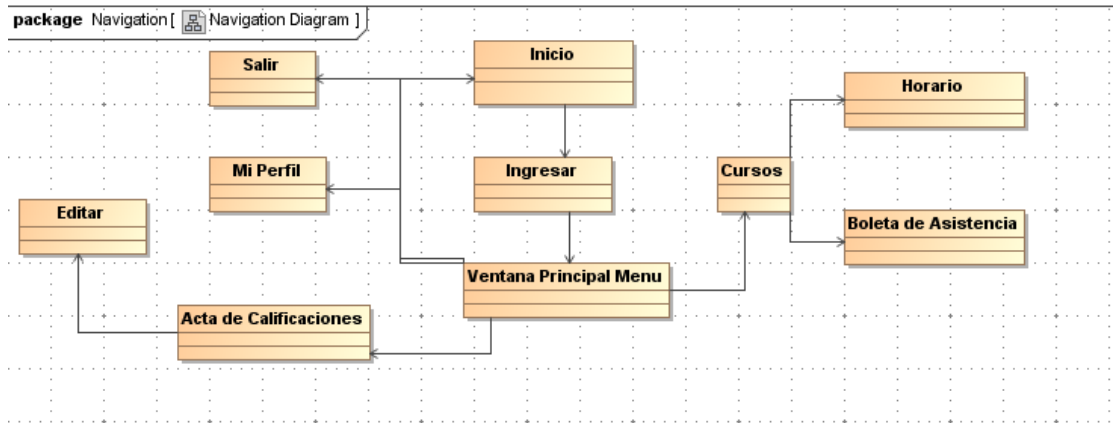 package Navigation [ Navigation Diagram ]
Salir
Inicio
Horario
Mi Perfil
Ingresar
Cursos
Editar
Boleta de Asistencia
Ventana Principal Menu
Acta de Calificaciones